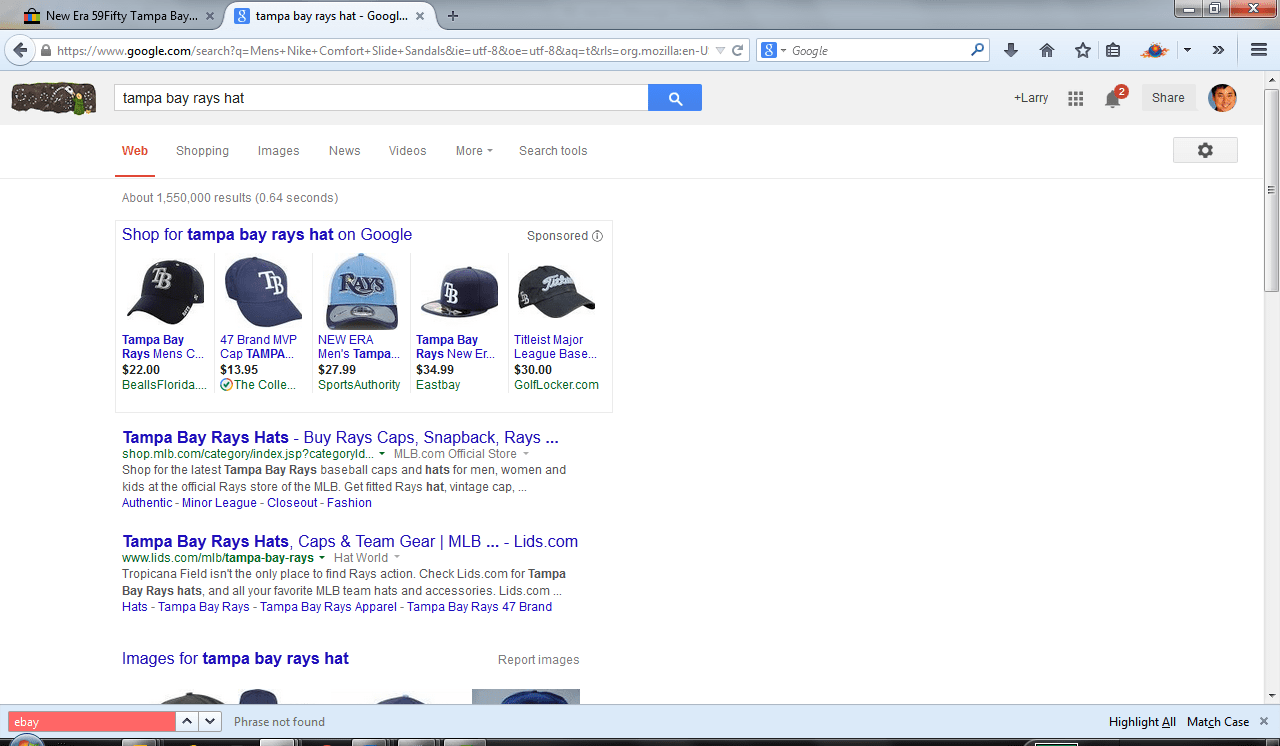 New Era 59Fifty Tampa Bay...
tampa bay rays hat - Googl...
https://www.google.com/search?q=Mens+Nike+Comfort+Slide+Sandals&ie=utf-8&oe=utf-8&aq=t&rls=org.mozilla:en-U
Google
tampa bay rays hat
+Larry
2
Share
Web Shopping Images News Videos More Search tools
About 1,550,000 results (0.64 seconds)
Shop for tampa bay rays hat on Google
Sponsored
Tampa Bay
Rays Mens C...
$22.00
BeallsFlorida....
47 Brand MVP
Cap TAMPA...
$13.95
The Colle...
NEW ERA
Men's Tampa...
$27.99
SportsAuthority
Tampa Bay
Rays New Er...
$34.99
Eastbay
Titleist Major
League Base...
$30.00
GolfLocker.com
Tampa Bay Rays Hats - Buy Rays Caps, Snapback, Rays ...
shop.mlb.com/category/index.jsp?categoryId... MLB.com Official Store
Shop for the latest Tampa Bay Rays baseball caps and hats for men, women and
kids at the official Rays store of the MLB. Get fitted Rays hat, vintage cap, ...
Authentic - Minor League - Closeout - Fashion
Tampa Bay Rays Hats, Caps & Team Gear | MLB ... - Lids.com
www.lids.com/mlb/tampa-bay-rays Hat World
Tropicana Field isn't the only place to find Rays action. Check Lids.com for Tampa
Bay Rays hats, and all your favorite MLB team hats and accessories. Lids.com ...
Hats - Tampa Bay Rays - Tampa Bay Rays Apparel - Tampa Bay Rays 47 Brand
Images for tampa bay rays hat
Report images
ebay
Phrase not found
Highlight All Match Case